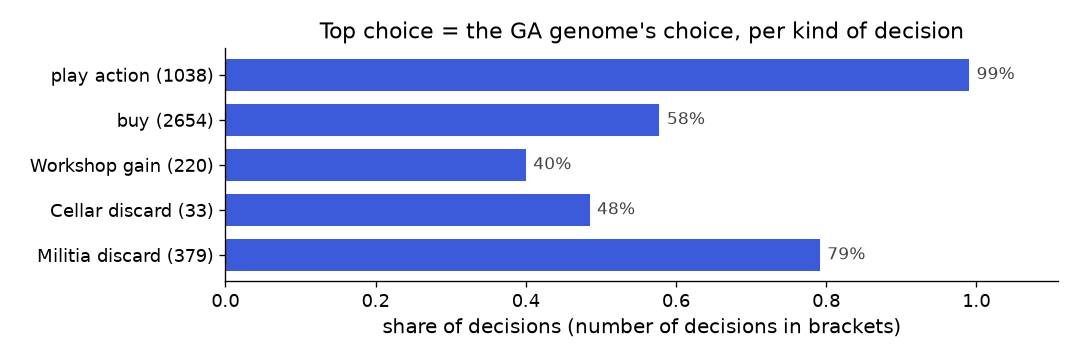 Top choice = the GA genome's choice, per kind of decision
play action (1038) 99%
buy (2654) 58%
Workshop gain (220) 40%
Cellar discard (33) 48%
Militia discard (379) 79%
0.0 0.2 0.4 0.6 0.8 1.0
share of decisions (number of decisions in brackets)